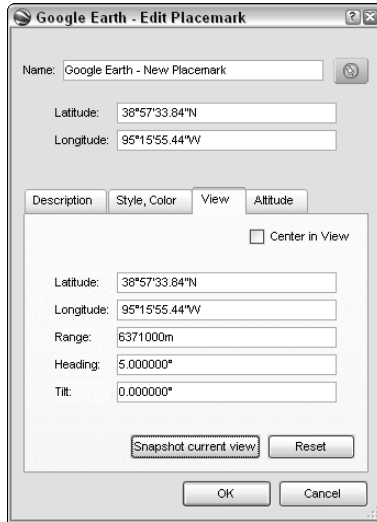 Google Earth - Edit Placemark
Name: Google Earth - New Placemark
Latitude: 38°57'33.84"N
Longitude: 95°15'55.44"W
Description Style, Color View Altitude
Center in View
Latitude: 38°57'33.84"N
Longitude: 95°15'55.44"W
Range: 6371000m
Heading: 5.000000°
Tilt: 0.000000°
Snapshot current view Reset
OK Cancel